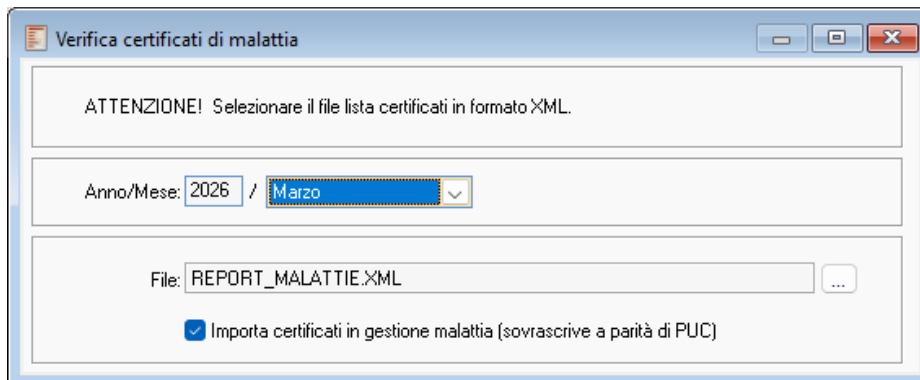 Verifica certificati di malattia
ATTENZIONE! Selezionare il file lista certificati in formato XML.
Anno/Mese: 2026 / Marzo
File: REPORT_MALATTIE.XML ...
Importa certificati in gestione malattia (sovrascrive a parità di PUC)